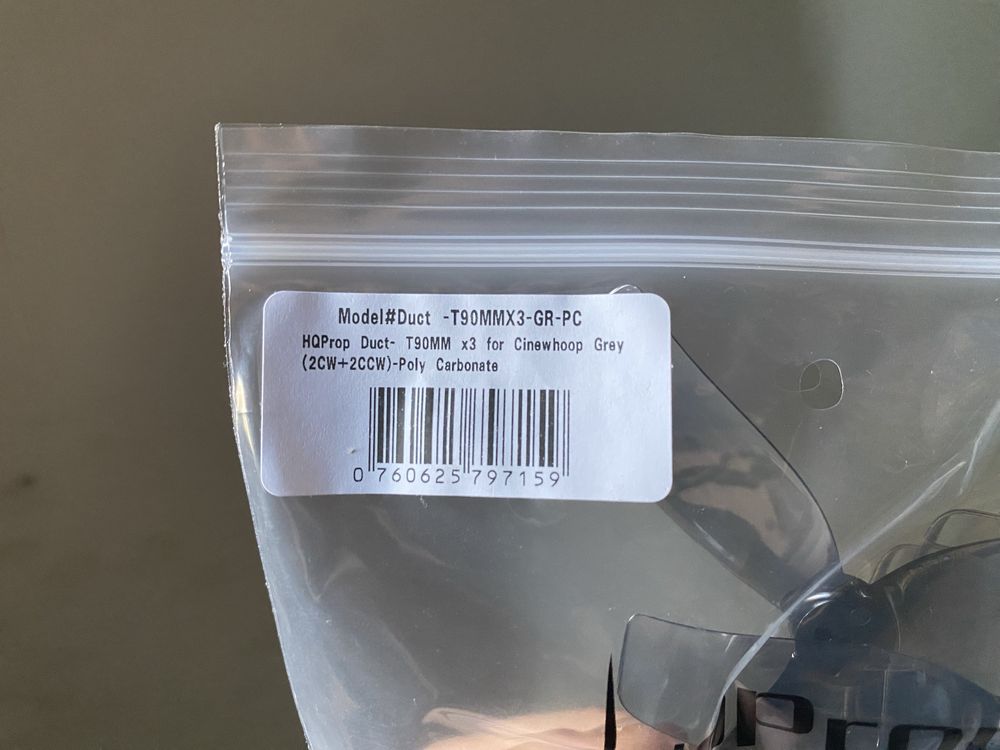 Model#Duct -T90MMX3-GR-PC
HQProp Duct- T90MM x3 for Cinewhoop Grey
(2CW+2CCW)-Poly Carbonate
0 760625 797159